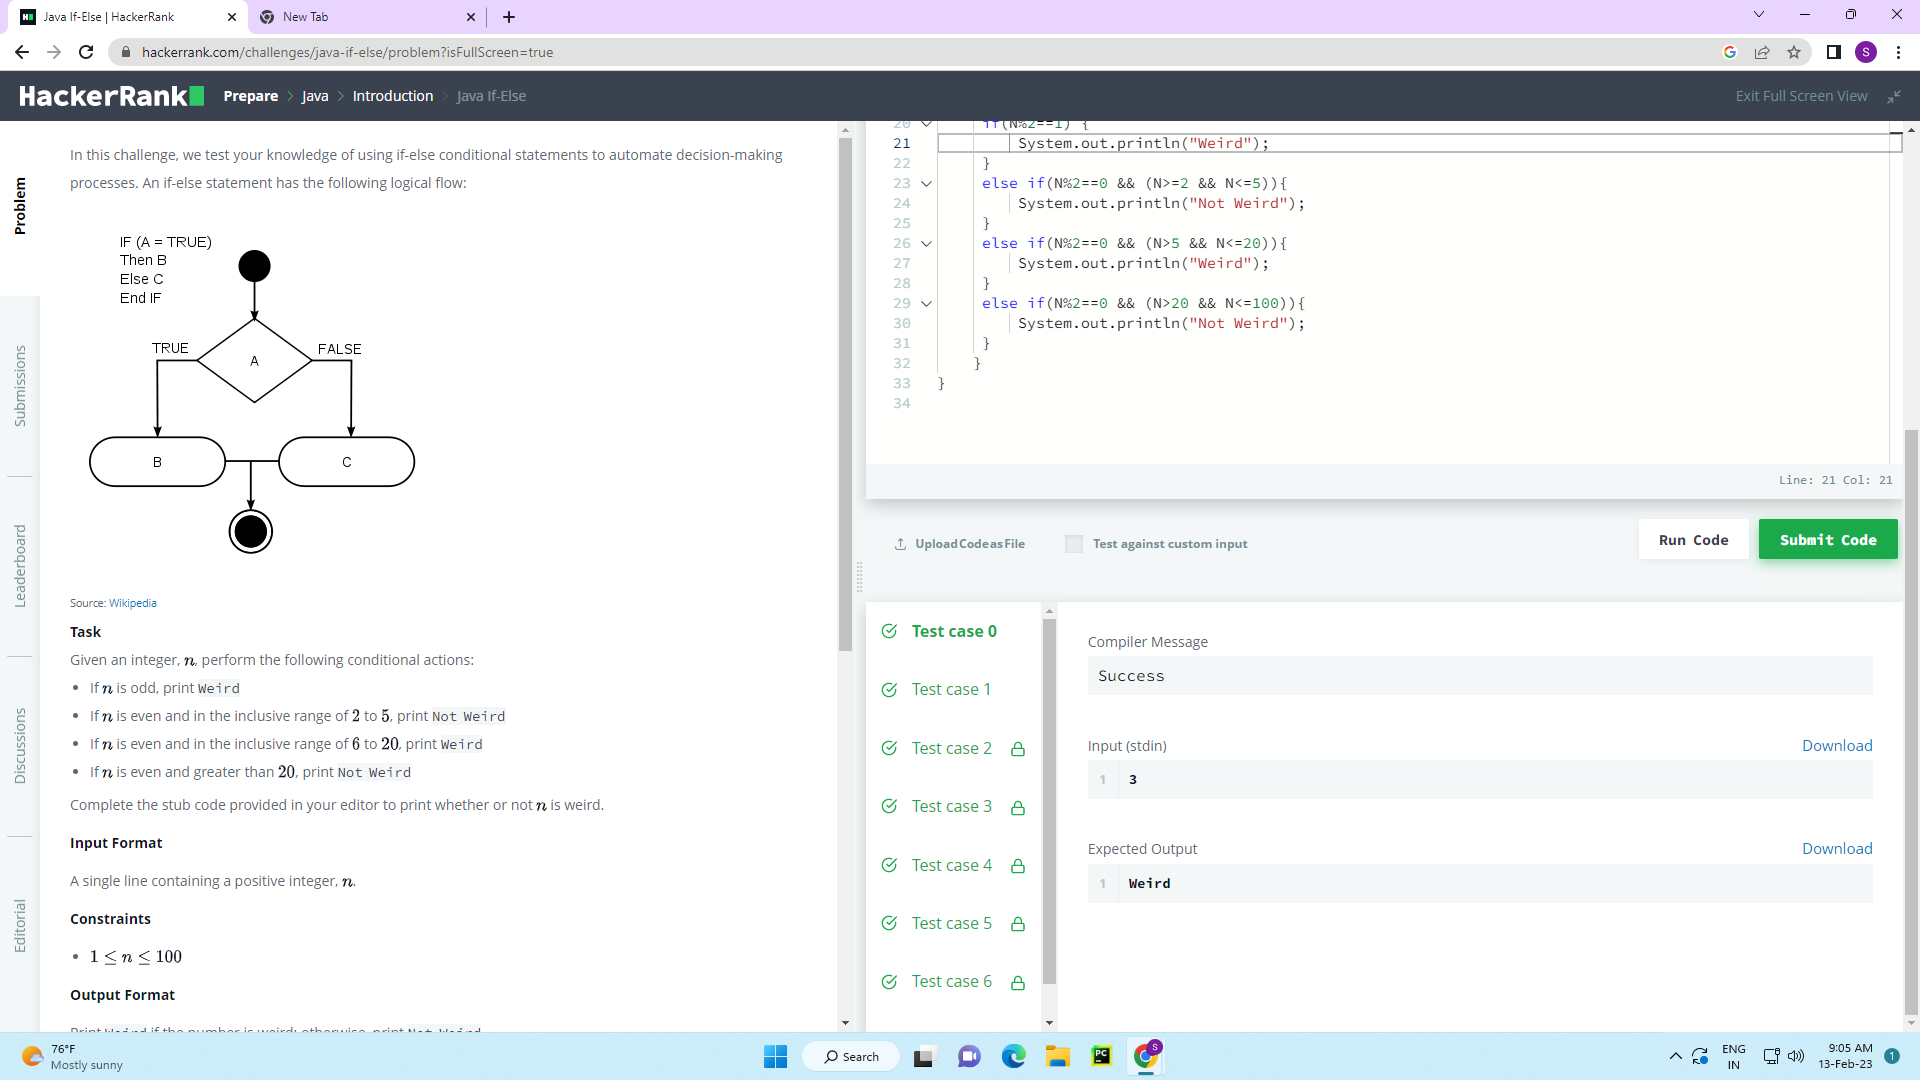 Java If-Else | HackerRank
New Tab
hackerrank.com/challenges/java-if-else/problem?isFullScreen=true
S
HackerRank
Prepare > Java > Introduction > Java If-Else
Exit Full Screen View
Problem
Submissions
Leaderboard
Discussions
Editorial
In this challenge, we test your knowledge of using if-else conditional statements to automate decision-making
processes. An if-else statement has the following logical flow:
IF (A = TRUE)
Then B
Else C
End IF
TRUE
A
FALSE
B
C
Source: Wikipedia
Task
Given an integer, n, perform the following conditional actions:
• If n is odd, print Weird
• If n is even and in the inclusive range of 2 to 5, print Not Weird
• If n is even and in the inclusive range of 6 to 20, print Weird
• If n is even and greater than 20, print Not Weird
Complete the stub code provided in your editor to print whether or not n is weird.
Input Format
A single line containing a positive integer, n.
Constraints
• 1 ≤ n ≤ 100
Output Format
Print Weird if the number is weird; otherwise, print Not Weird.
20 if(N%2==1) {
21 System.out.println("Weird");
22 }
23 else if(N%2==0 && (N>=2 && N<=5)){
24 System.out.println("Not Weird");
25 }
26 else if(N%2==0 && (N>5 && N<=20)){
27 System.out.println("Weird");
28 }
29 else if(N%2==0 && (N>20 && N<=100)){
30 System.out.println("Not Weird");
31 }
32 }
33 }
34
Line: 21 Col: 21
Upload Code as File
Test against custom input
Run Code
Submit Code
Test case 0
Test case 1
Test case 2
Test case 3
Test case 4
Test case 5
Test case 6
Compiler Message
Success
Input (stdin)
Download
1 3
Expected Output
Download
1 Weird
76°F
Mostly sunny
Search
PC
S
ENG
IN
9:05 AM
13-Feb-23
1